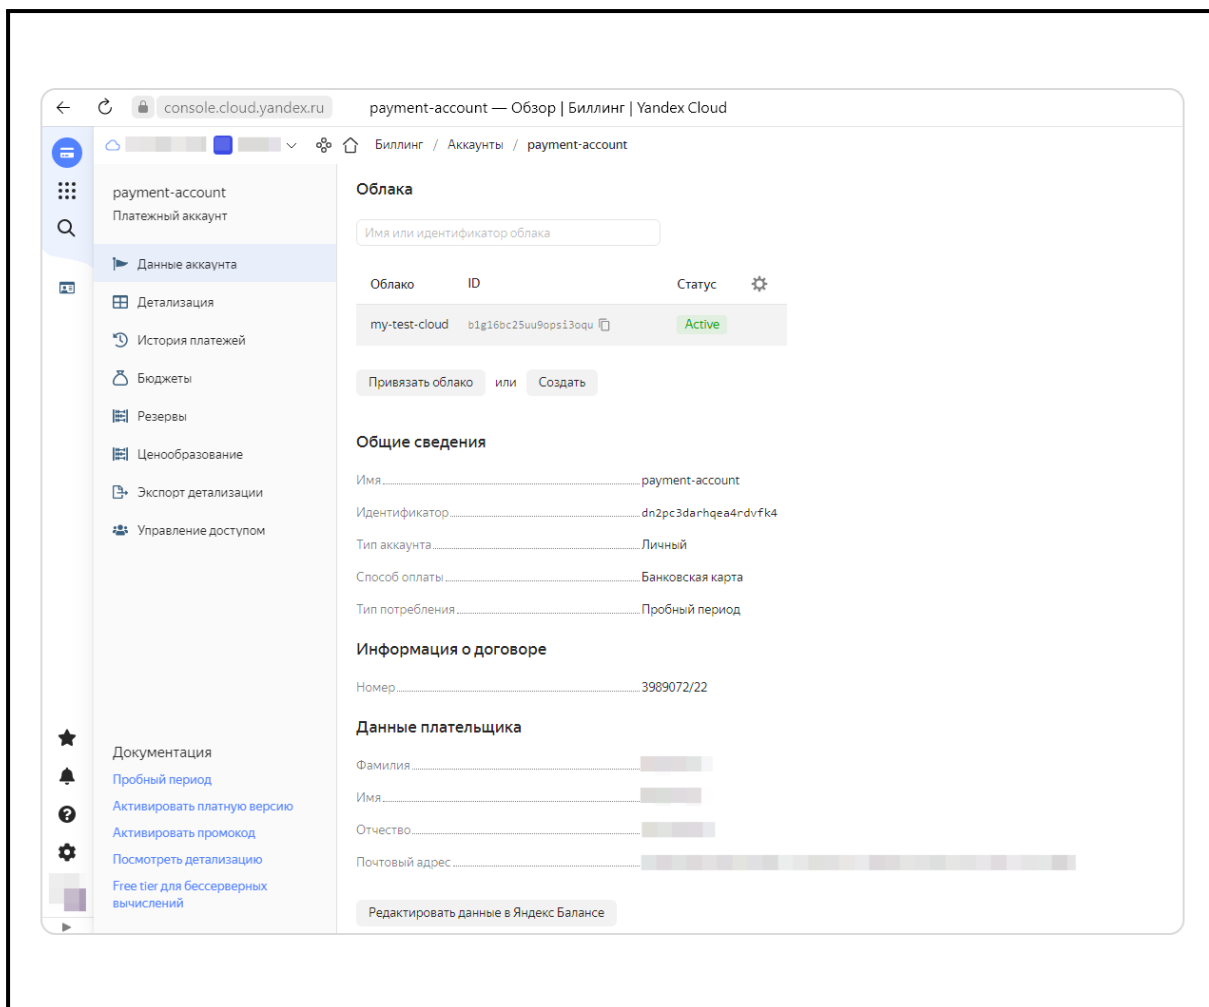 console.cloud.yandex.ru payment-account — Обзор | Биллинг | Yandex Cloud
Биллинг / Аккаунты / payment-account
payment-account
Платежный аккаунт
Данные аккаунта
Детализация
История платежей
Бюджеты
Резервы
Ценообразование
Экспорт детализации
Управление доступом
Документация
Пробный период
Активировать платную версию
Активировать промокод
Посмотреть детализацию
Free tier для бессерверных
вычислений
Облака
Имя или идентификатор облака
Облако ID Статус
my-test-cloud b1g16bc25uu9opsi3oqu Active
Привязать облако или Создать
Общие сведения
Имя payment-account
Идентификатор dn2pc3darhqea4rdvfk4
Тип аккаунта Личный
Способ оплаты Банковская карта
Тип потребления Пробный период
Информация о договоре
Номер 3989072/22
Данные плательщика
Фамилия
Имя
Отчество
Почтовый адрес
Редактировать данные в Яндекс Балансе